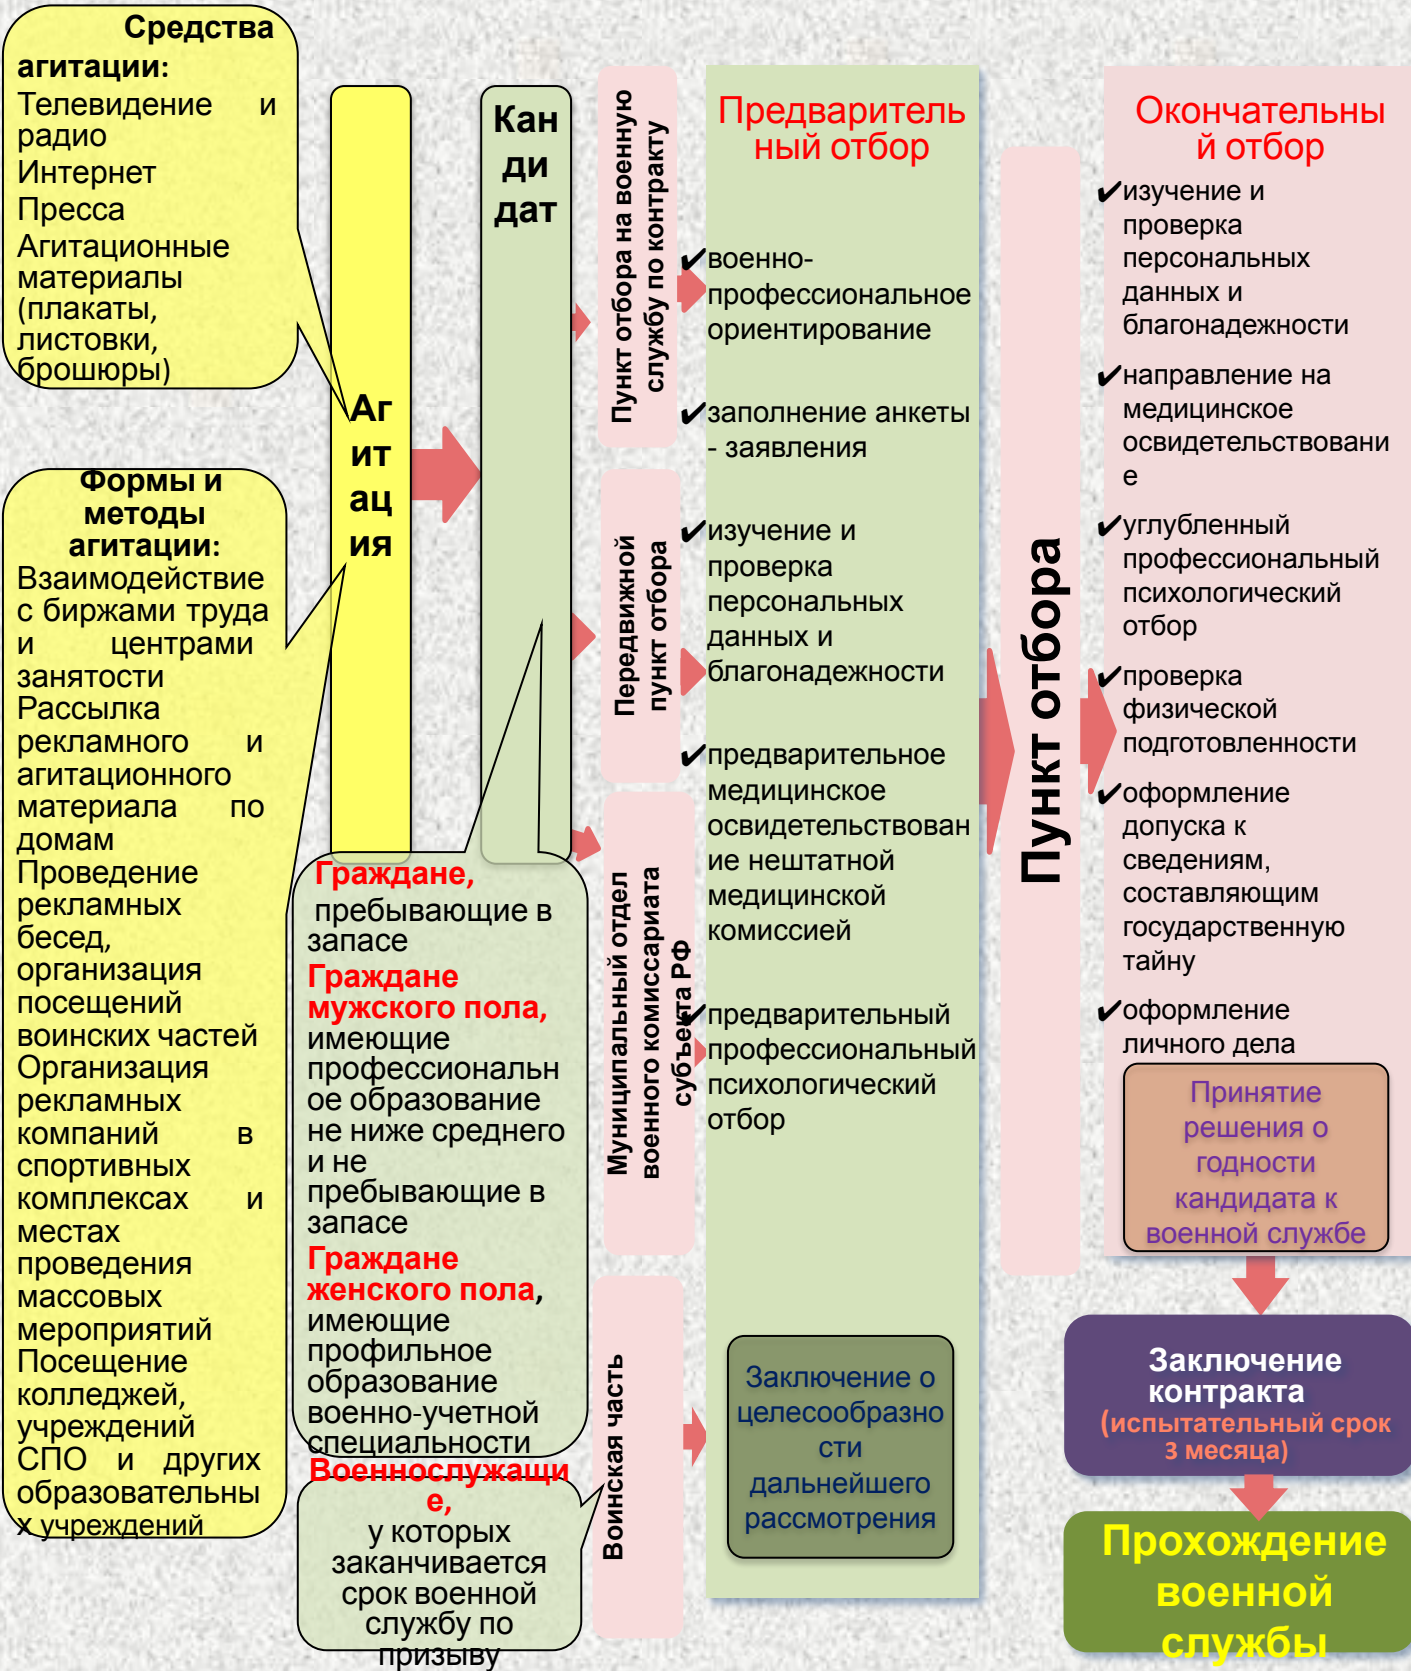 Средства
агитации:
Телевидение и
радио
Интернет
Пресса
Агитационные
материалы
(плакаты,
листовки,
брошюры)
Формы и
методы
агитации:
Взаимодействие
с биржами труда
и центрами
занятости
Рассылка
рекламного и
агитационного
материала по
домам
Проведение
рекламных
бесед,
организация
посещений
воинских частей
Организация
рекламных
компаний в
спортивных
комплексах и
местах
проведения
массовых
мероприятий
Посещение
колледжей,
учреждений
СПО и других
образовательны
х учреждений
Аг
ит
ац
ия
Кан
ди
дат
Граждане,
пребывающие в
запасе
Граждане
мужского пола,
имеющие
профессиональн
ое образование
не ниже среднего
и не
пребывающие в
запасе
Граждане
женского пола,
имеющие
профильное
образование
военно-учетной
специальности
Военнослужащи
е,
у которых
заканчивается
срок военной
службу по
призыву
Пункт отбора на военную
службу по контракту
Передвижной
пункт отбора
Муниципальный отдел
военного комиссариата
субъекта РФ
Воинская часть
Предваритель
ный отбор
✔военно-
профессиональное
ориентирование
✔заполнение анкеты
- заявления
✔изучение и
проверка
персональных
данных и
благонадежности
✔предварительное
медицинское
освидетельствован
ие нештатной
медицинской
комиссией
✔предварительный
профессиональный
психологический
отбор
Заключение о
целесообразно
сти
дальнейшего
рассмотрения
Пункт отбора
Окончательны
й отбор
✔изучение и
проверка
персональных
данных и
благонадежности
✔направление на
медицинское
освидетельствовани
е
✔углубленный
профессиональный
психологический
отбор
✔проверка
физической
подготовленности
✔оформление
допуска к
сведениям,
составляющим
государственную
тайну
✔оформление
личного дела
Принятие
решения о
годности
кандидата к
военной службе
Заключение
контракта
(испытательный срок
3 месяца)
Прохождение
военной
службы